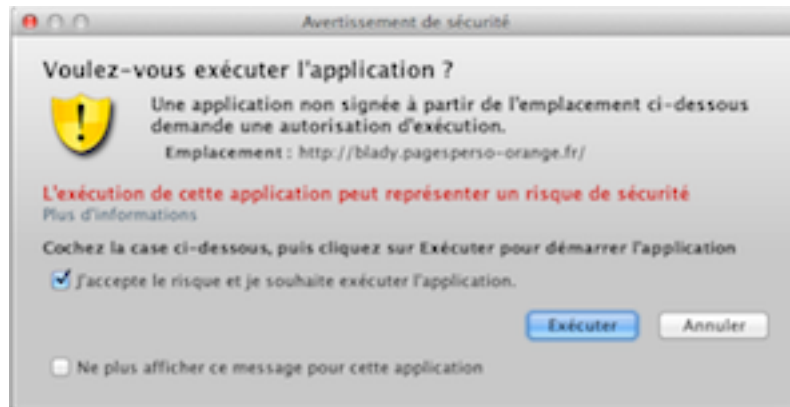 Avertissement de sécurité
Voulez-vous exécuter l'application ?
Une application non signée à partir de l'emplacement ci-dessous
demande une autorisation d'exécution.
Emplacement : http://blady.pagesperso-orange.fr/
L'exécution de cette application peut représenter un risque de sécurité
Plus d'informations
Cochez la case ci-dessous, puis cliquez sur Exécuter pour démarrer l'application
J'accepte le risque et je souhaite exécuter l'application.
Exécuter Annuler
Ne plus afficher ce message pour cette application